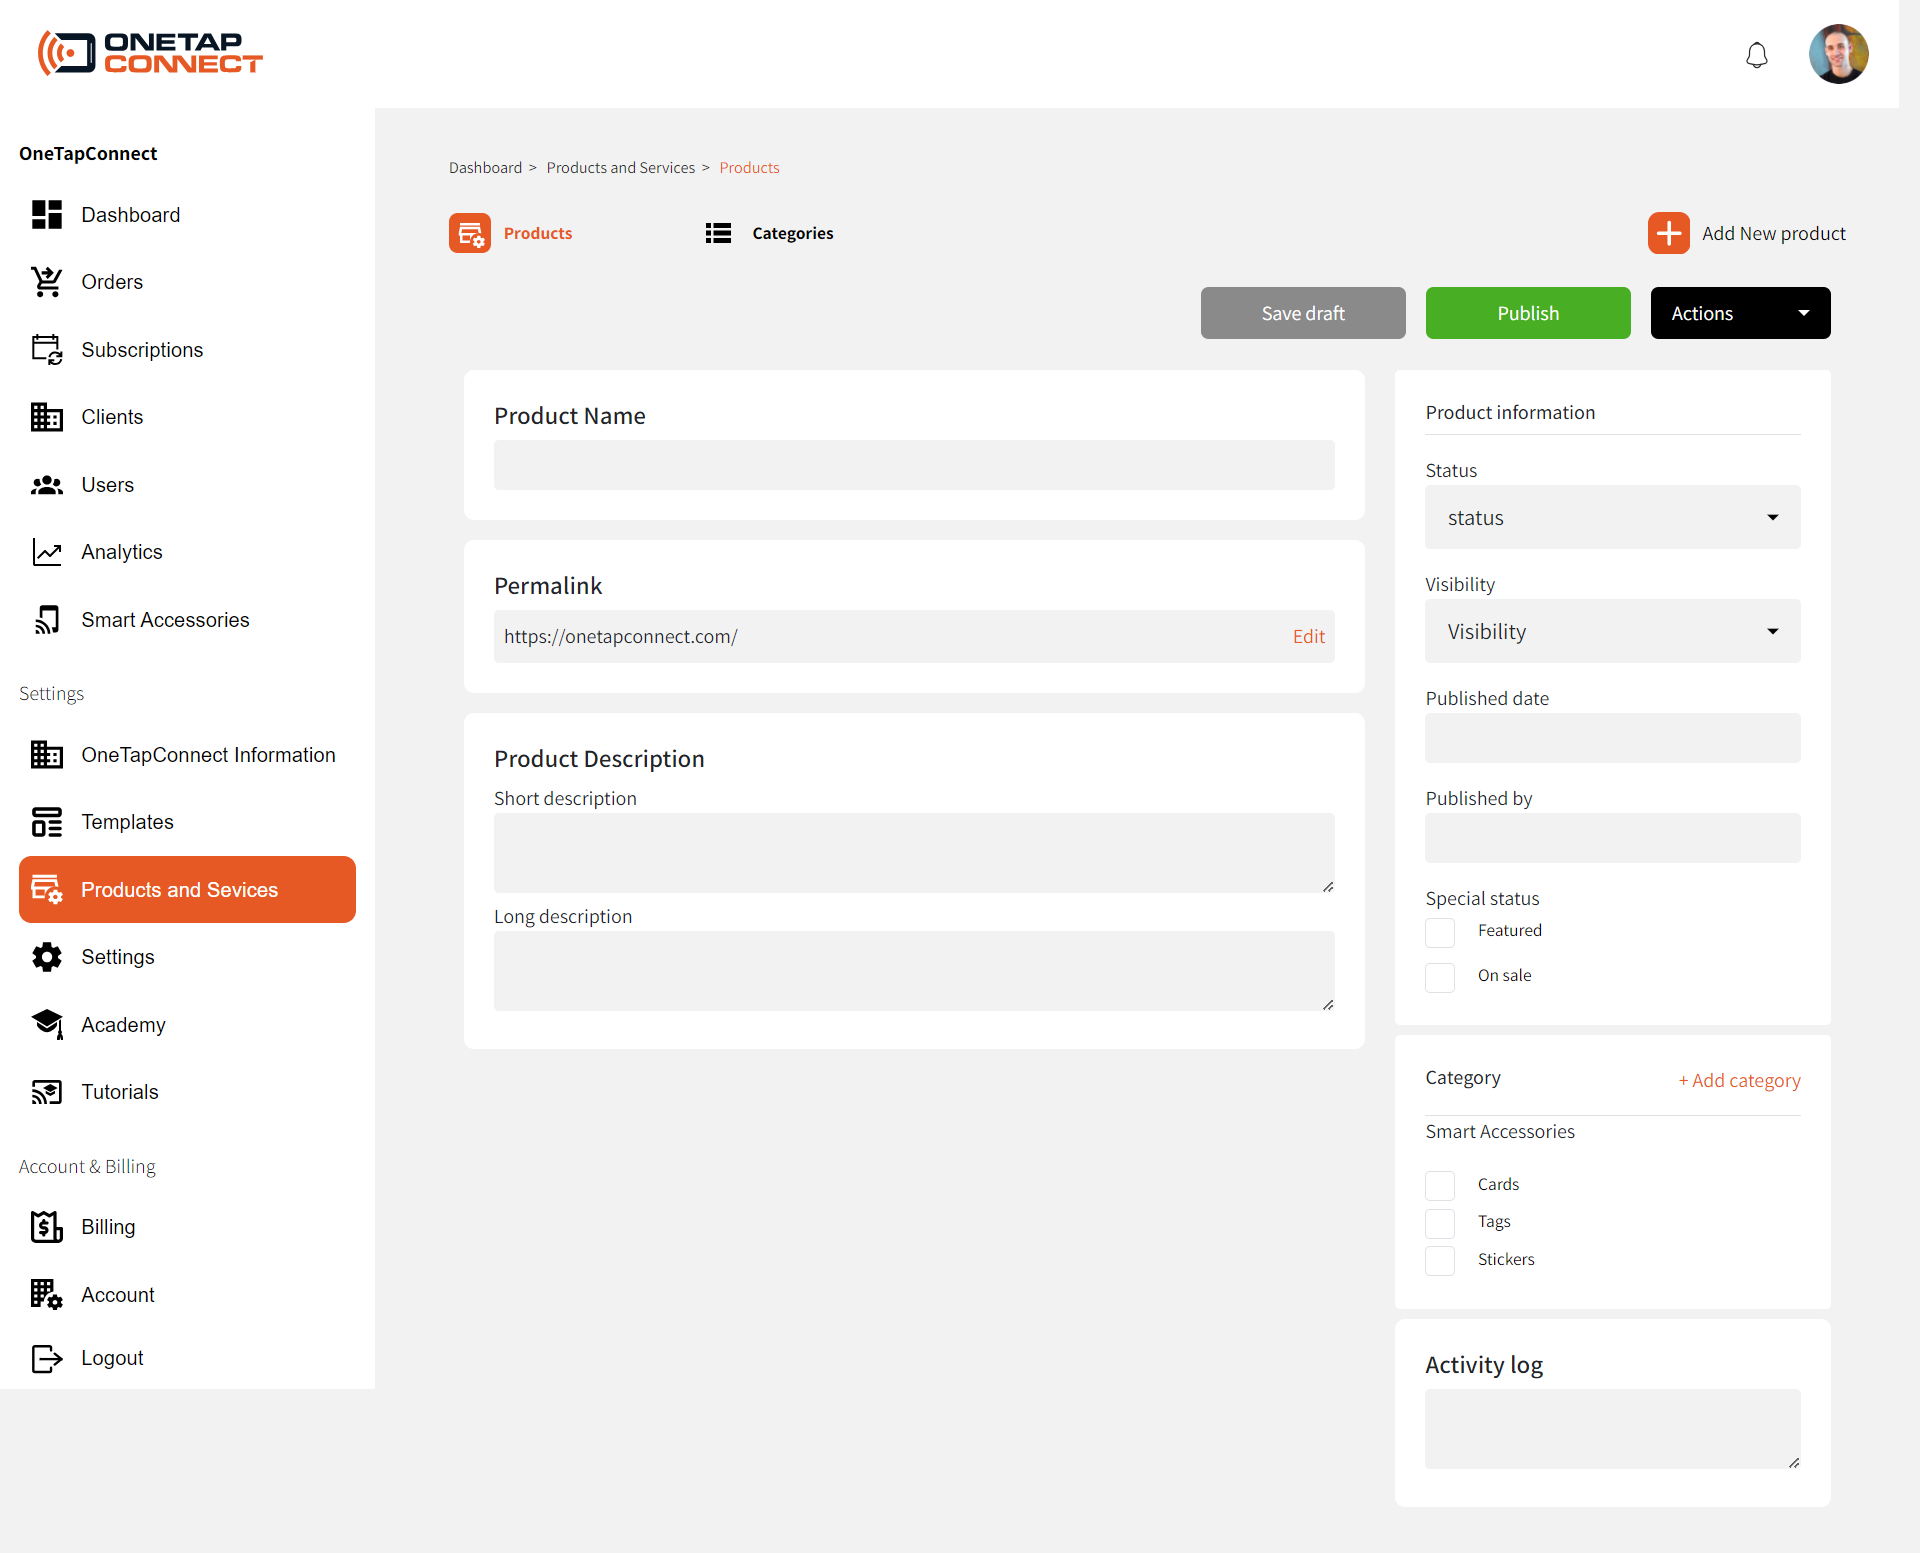 ONETAP
CONNECT
OneTapConnect
Dashboard
Orders
Subscriptions
Clients
Users
Analytics
Smart Accessories
Settings
OneTapConnect Information
Templates
Products and Sevices
Settings
Academy
Tutorials
Account & Billing
Billing
Account
Logout
Dashboard > Products and Services > Products
Products
Categories
Add New product
Save draft
Publish
Actions
Product Name
Permalink
https://onetapconnect.com/
Edit
Product Description
Short description
Long description
Product information
Status
status
Visibility
Visibility
Published date
Published by
Special status
Featured
On sale
Category
+ Add category
Smart Accessories
Cards
Tags
Stickers
Activity log